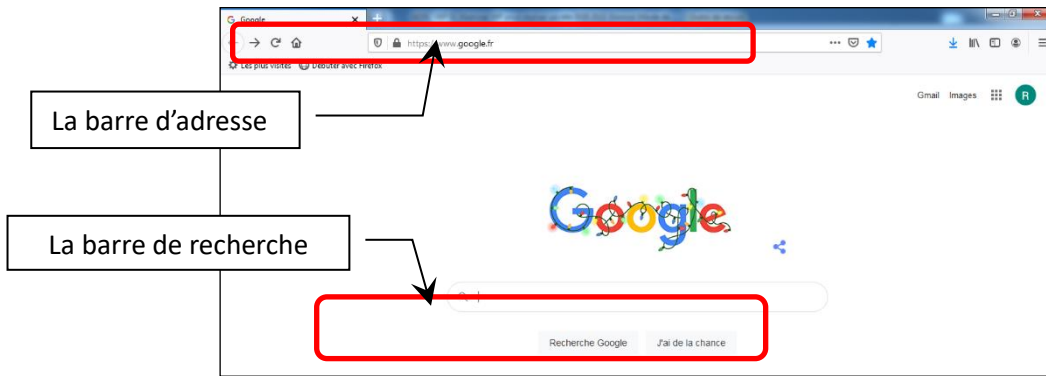 G Google
https://www.google.fr
Les plus visités Débuter avec Firefox
Gmail Images R
La barre d'adresse
Google
La barre de recherche
Recherche Google J'ai de la chance